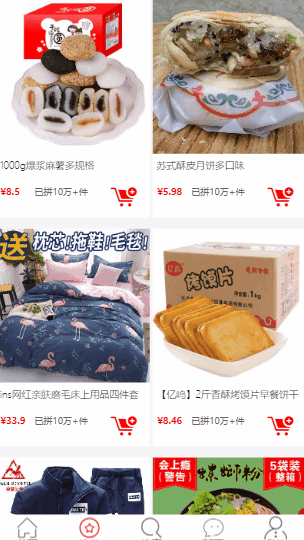 1000g爆浆麻薯多规格
苏式酥皮月饼多口味
¥8.5 已拼10万+件
¥5.98 已拼10万+件
送 枕芯!拖鞋!毛毯!
亿鸣
烤馍片
1kg
ins网红亲肤磨毛床上用品四件套
【亿鸣】2斤香酥烤馍片早餐饼干
¥33.9 已拼10万+件
¥8.46 已拼10万+件
会上瘾
(警告)
5袋装
(整箱)
螺蛳粉